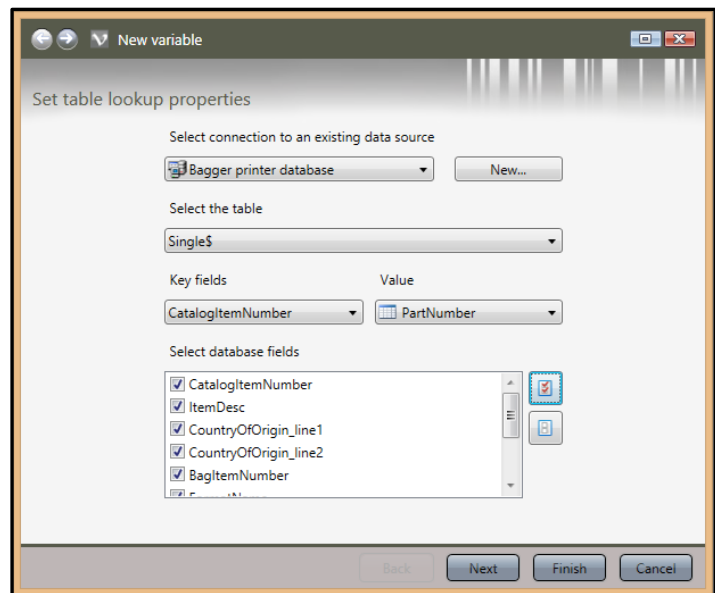 New variable
Set table lookup properties
Select connection to an existing data source
Bagger printer database
New...
Select the table
Single$
Key fields
Value
CatalogItemNumber
PartNumber
Select database fields
CatalogItemNumber
ItemDesc
CountryOfOrigin_line1
CountryOfOrigin_line2
BagItemNumber
Back
Next
Finish
Cancel